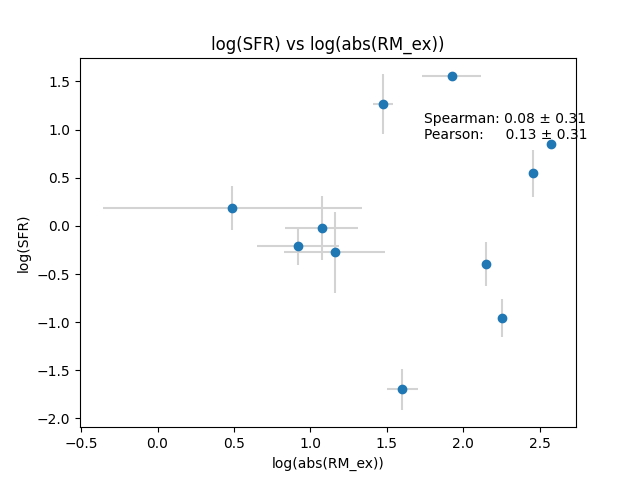 log(SFR) vs log(abs(RM_ex))
1.5
1.0
0.5
0.0
−0.5
−1.0
−1.5
−2.0
log(SFR)
Spearman: 0.08 ± 0.31
Pearson: 0.13 ± 0.31
−0.5 0.0 0.5 1.0 1.5 2.0 2.5
log(abs(RM_ex))